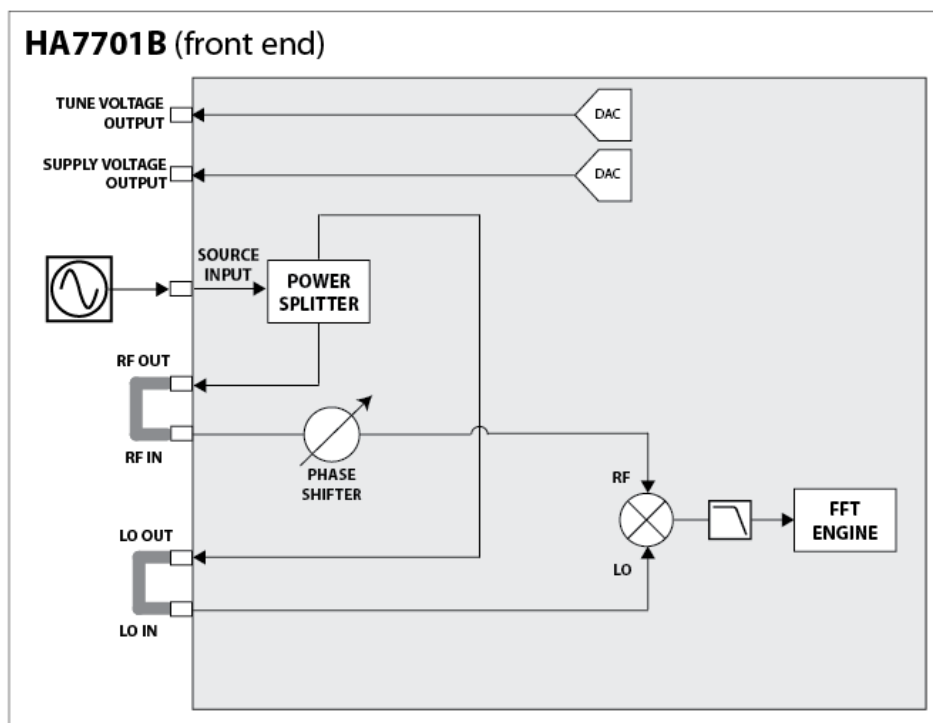 HA7701B (front end)
TUNE VOLTAGE
OUTPUT
DAC
SUPPLY VOLTAGE
OUTPUT
DAC
SOURCE
INPUT
POWER
SPLITTER
RF OUT
RF IN
PHASE
SHIFTER
RF
LO OUT
FFT
ENGINE
LO
LO IN